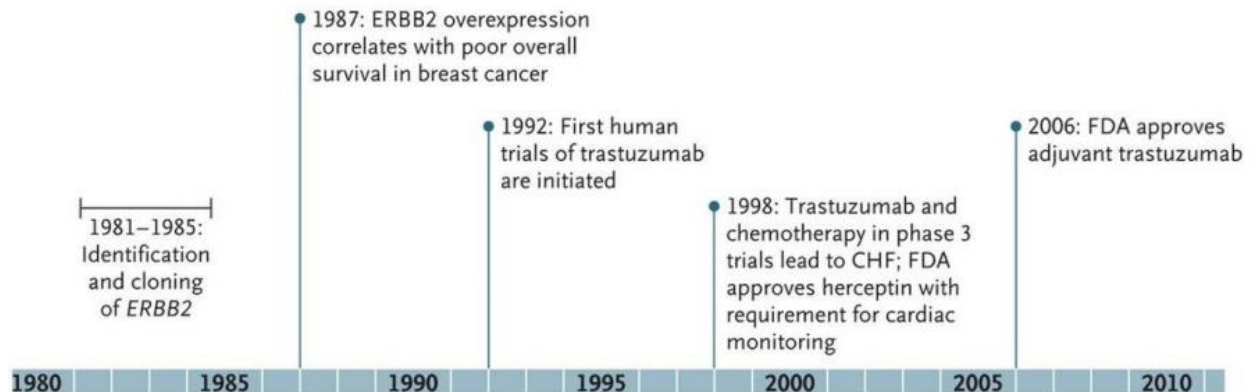 1987: ERBB2 overexpression
correlates with poor overall
survival in breast cancer
1992: First human
trials of trastuzumab
are initiated
2006: FDA approves
adjuvant trastuzumab
1981–1985:
Identification
and cloning
of ERBB2
1998: Trastuzumab and
chemotherapy in phase 3
trials lead to CHF; FDA
approves herceptin with
requirement for cardiac
monitoring
1980 1985 1990 1995 2000 2005 2010